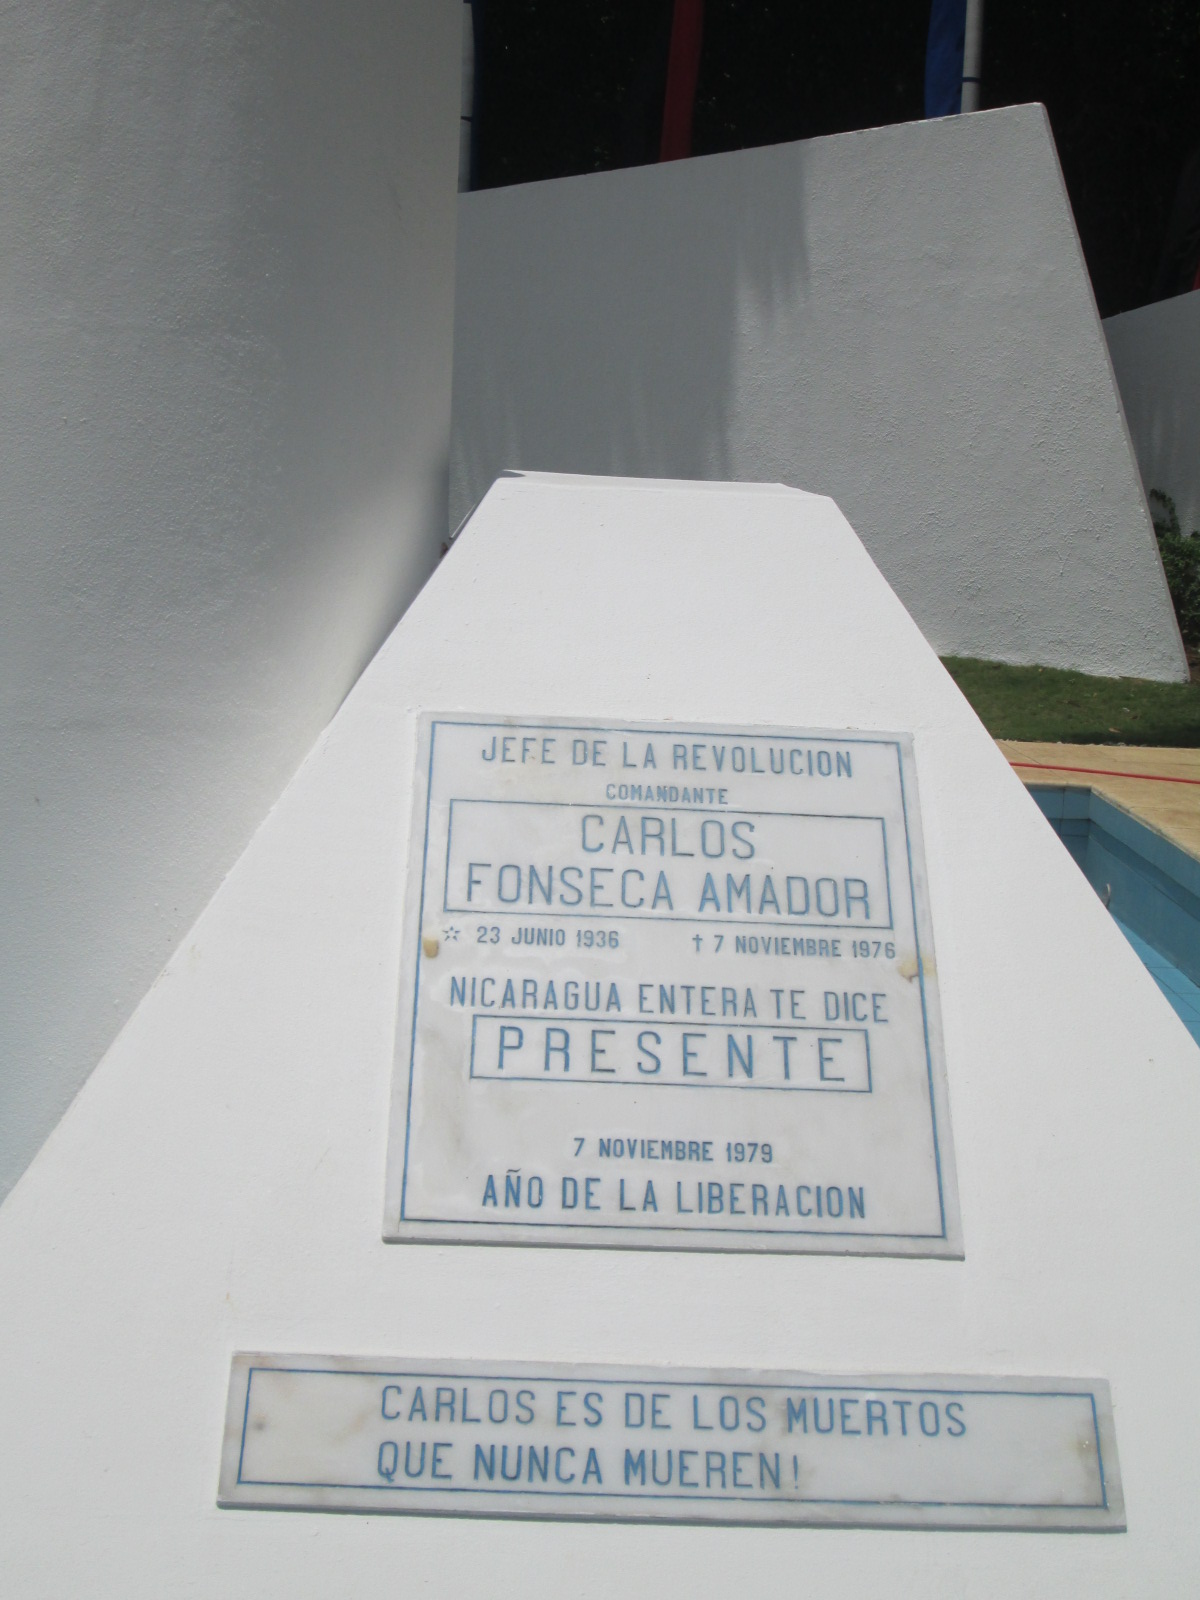 JEFE DE LA REVOLUCION
COMANDANTE
CARLOS
FONSECA AMADOR
☆ 23 JUNIO 1936 † 7 NOVIEMBRE 1976
NICARAGUA ENTERA TE DICE
PRESENTE
7 NOVIEMBRE 1979
AÑO DE LA LIBERACION
CARLOS ES DE LOS MUERTOS
QUE NUNCA MUEREN!